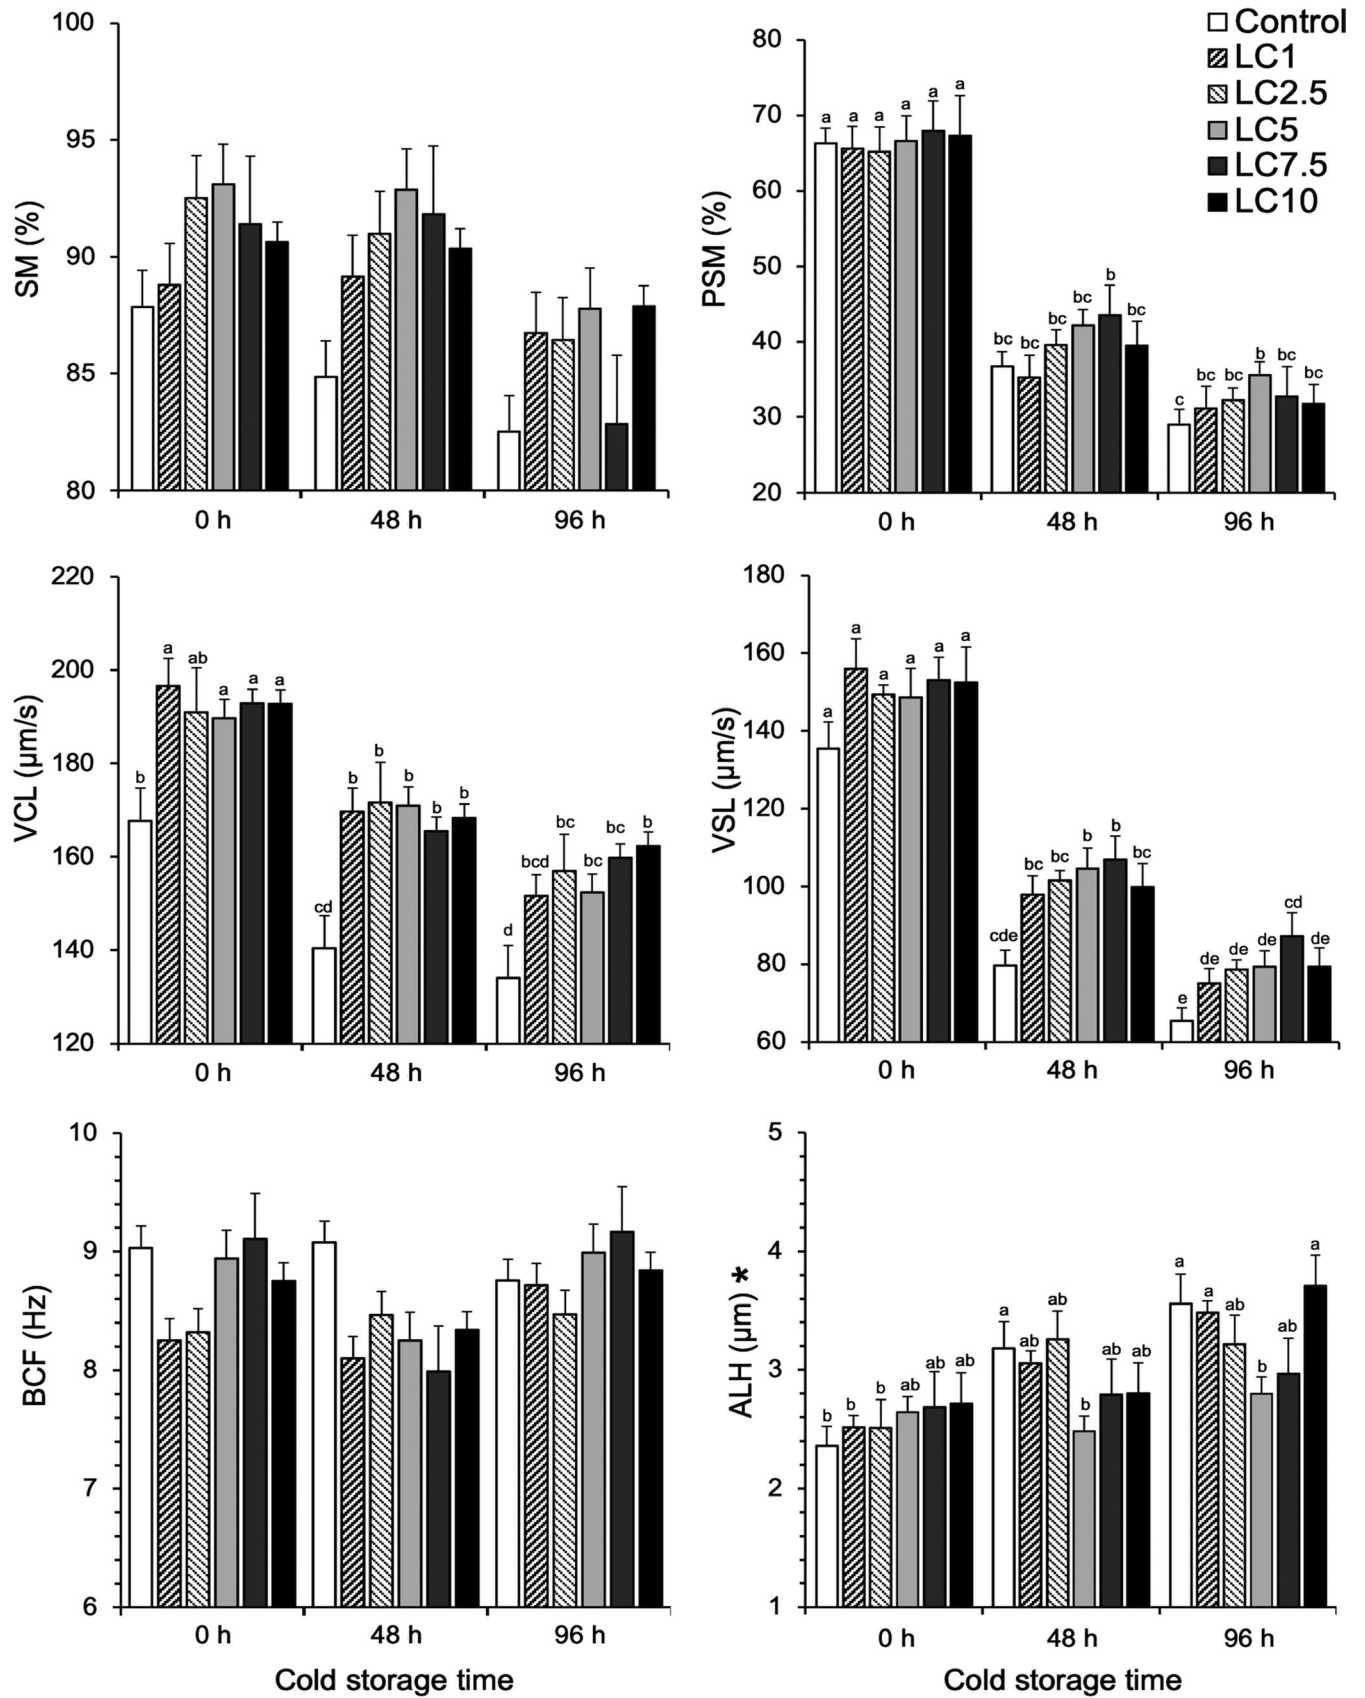 Control
LC1
LC2.5
LC5
LC7.5
LC10
SM (%)
100
95
90
85
80
0 h 48 h 96 h
PSM (%)
80
70
60
50
40
30
20
a a a a a a
bc bc bc bc b bc
c bc bc b bc bc
0 h 48 h 96 h
VCL (µm/s)
220
200
180
160
140
120
b a ab a a a
cd b b b b b
d bcd bc bc bc b
0 h 48 h 96 h
VSL (µm/s)
180
160
140
120
100
80
60
a a a a a a
cde bc bc b b bc
e de de de cd de
0 h 48 h 96 h
BCF (Hz)
10
9
8
7
6
0 h 48 h 96 h
Cold storage time
ALH (µm) *
5
4
3
2
1
b b b ab ab ab
a ab ab b ab ab
a a ab b ab a
0 h 48 h 96 h
Cold storage time